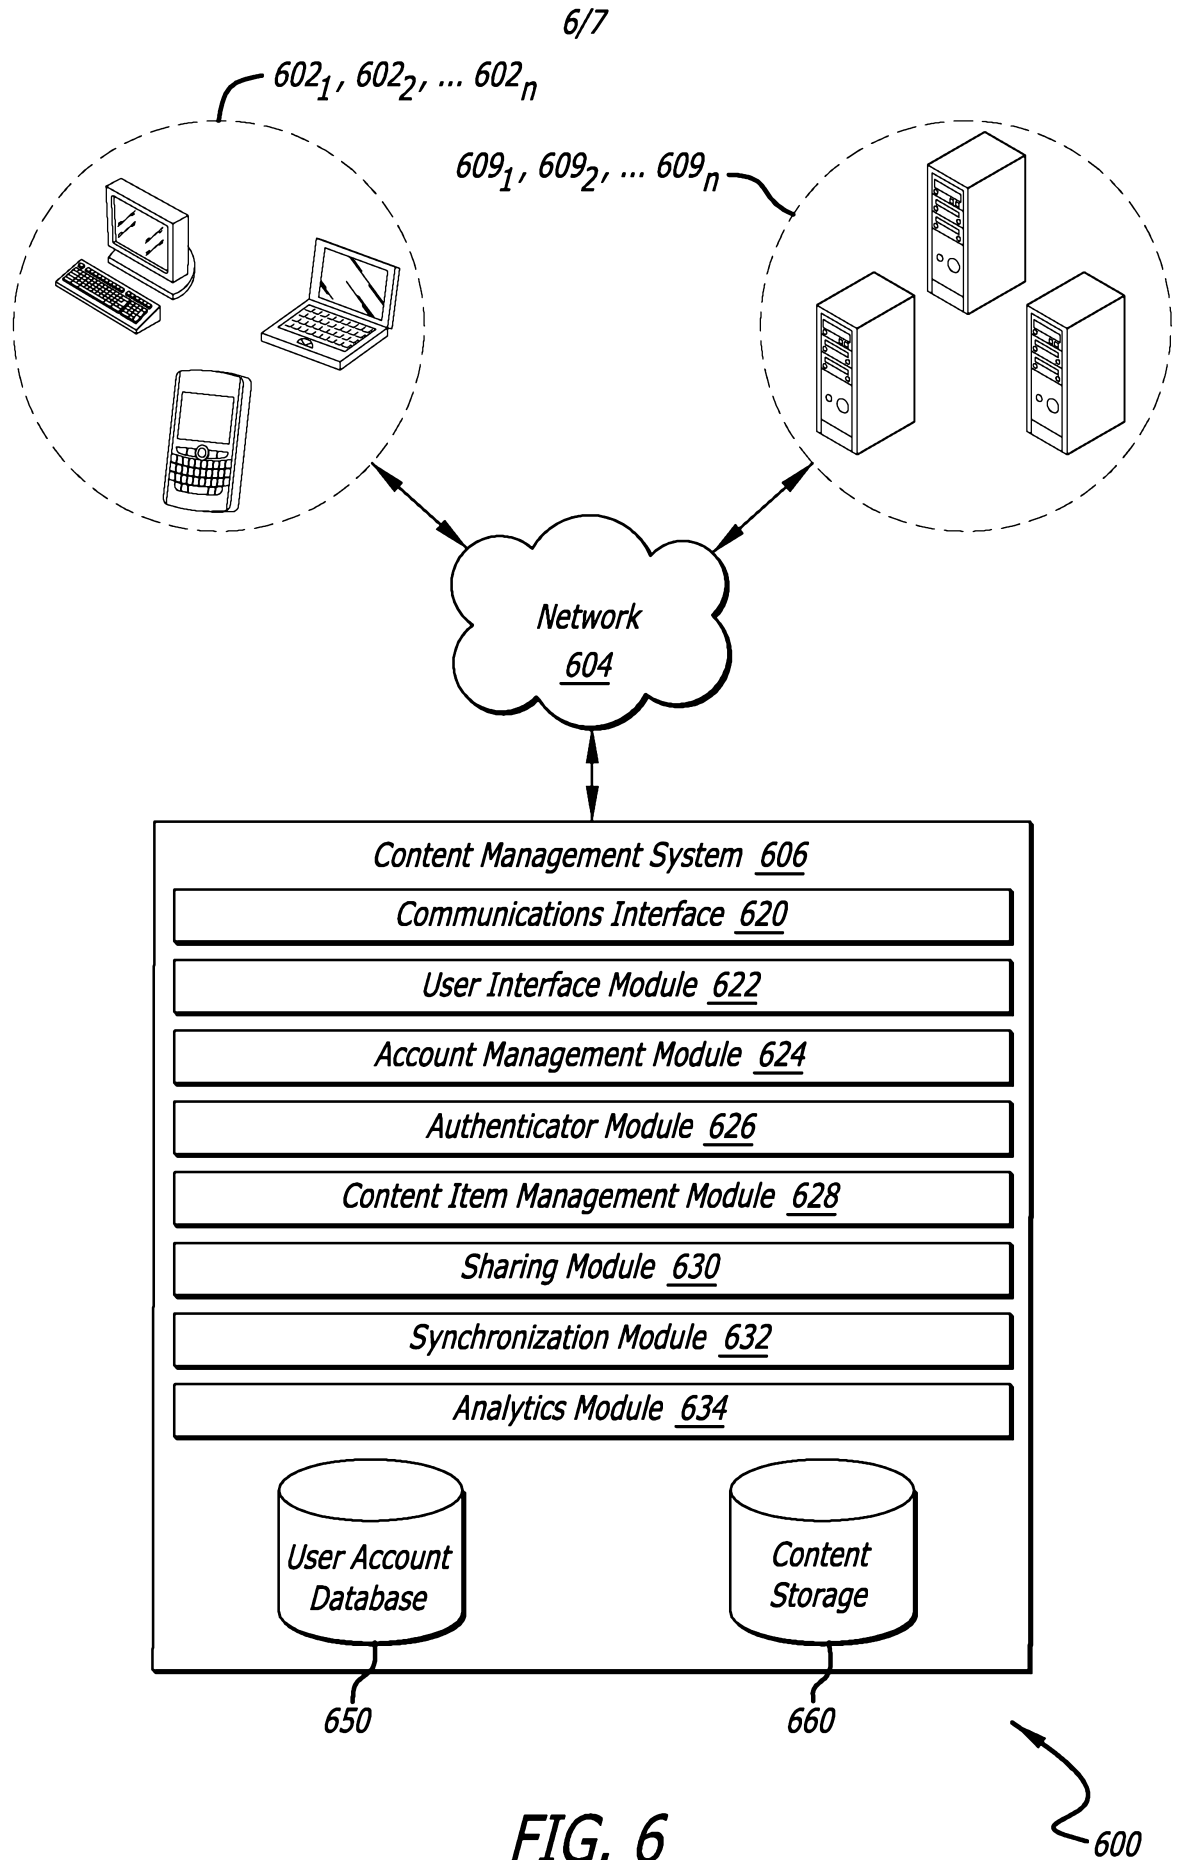 6/7
602₁, 602₂, ... 602ₙ
609₁, 609₂, ... 609ₙ
Network
604
Content Management System 606
Communications Interface 620
User Interface Module 622
Account Management Module 624
Authenticator Module 626
Content Item Management Module 628
Sharing Module 630
Synchronization Module 632
Analytics Module 634
User Account
Database
Content
Storage
650
660
600
FIG. 6